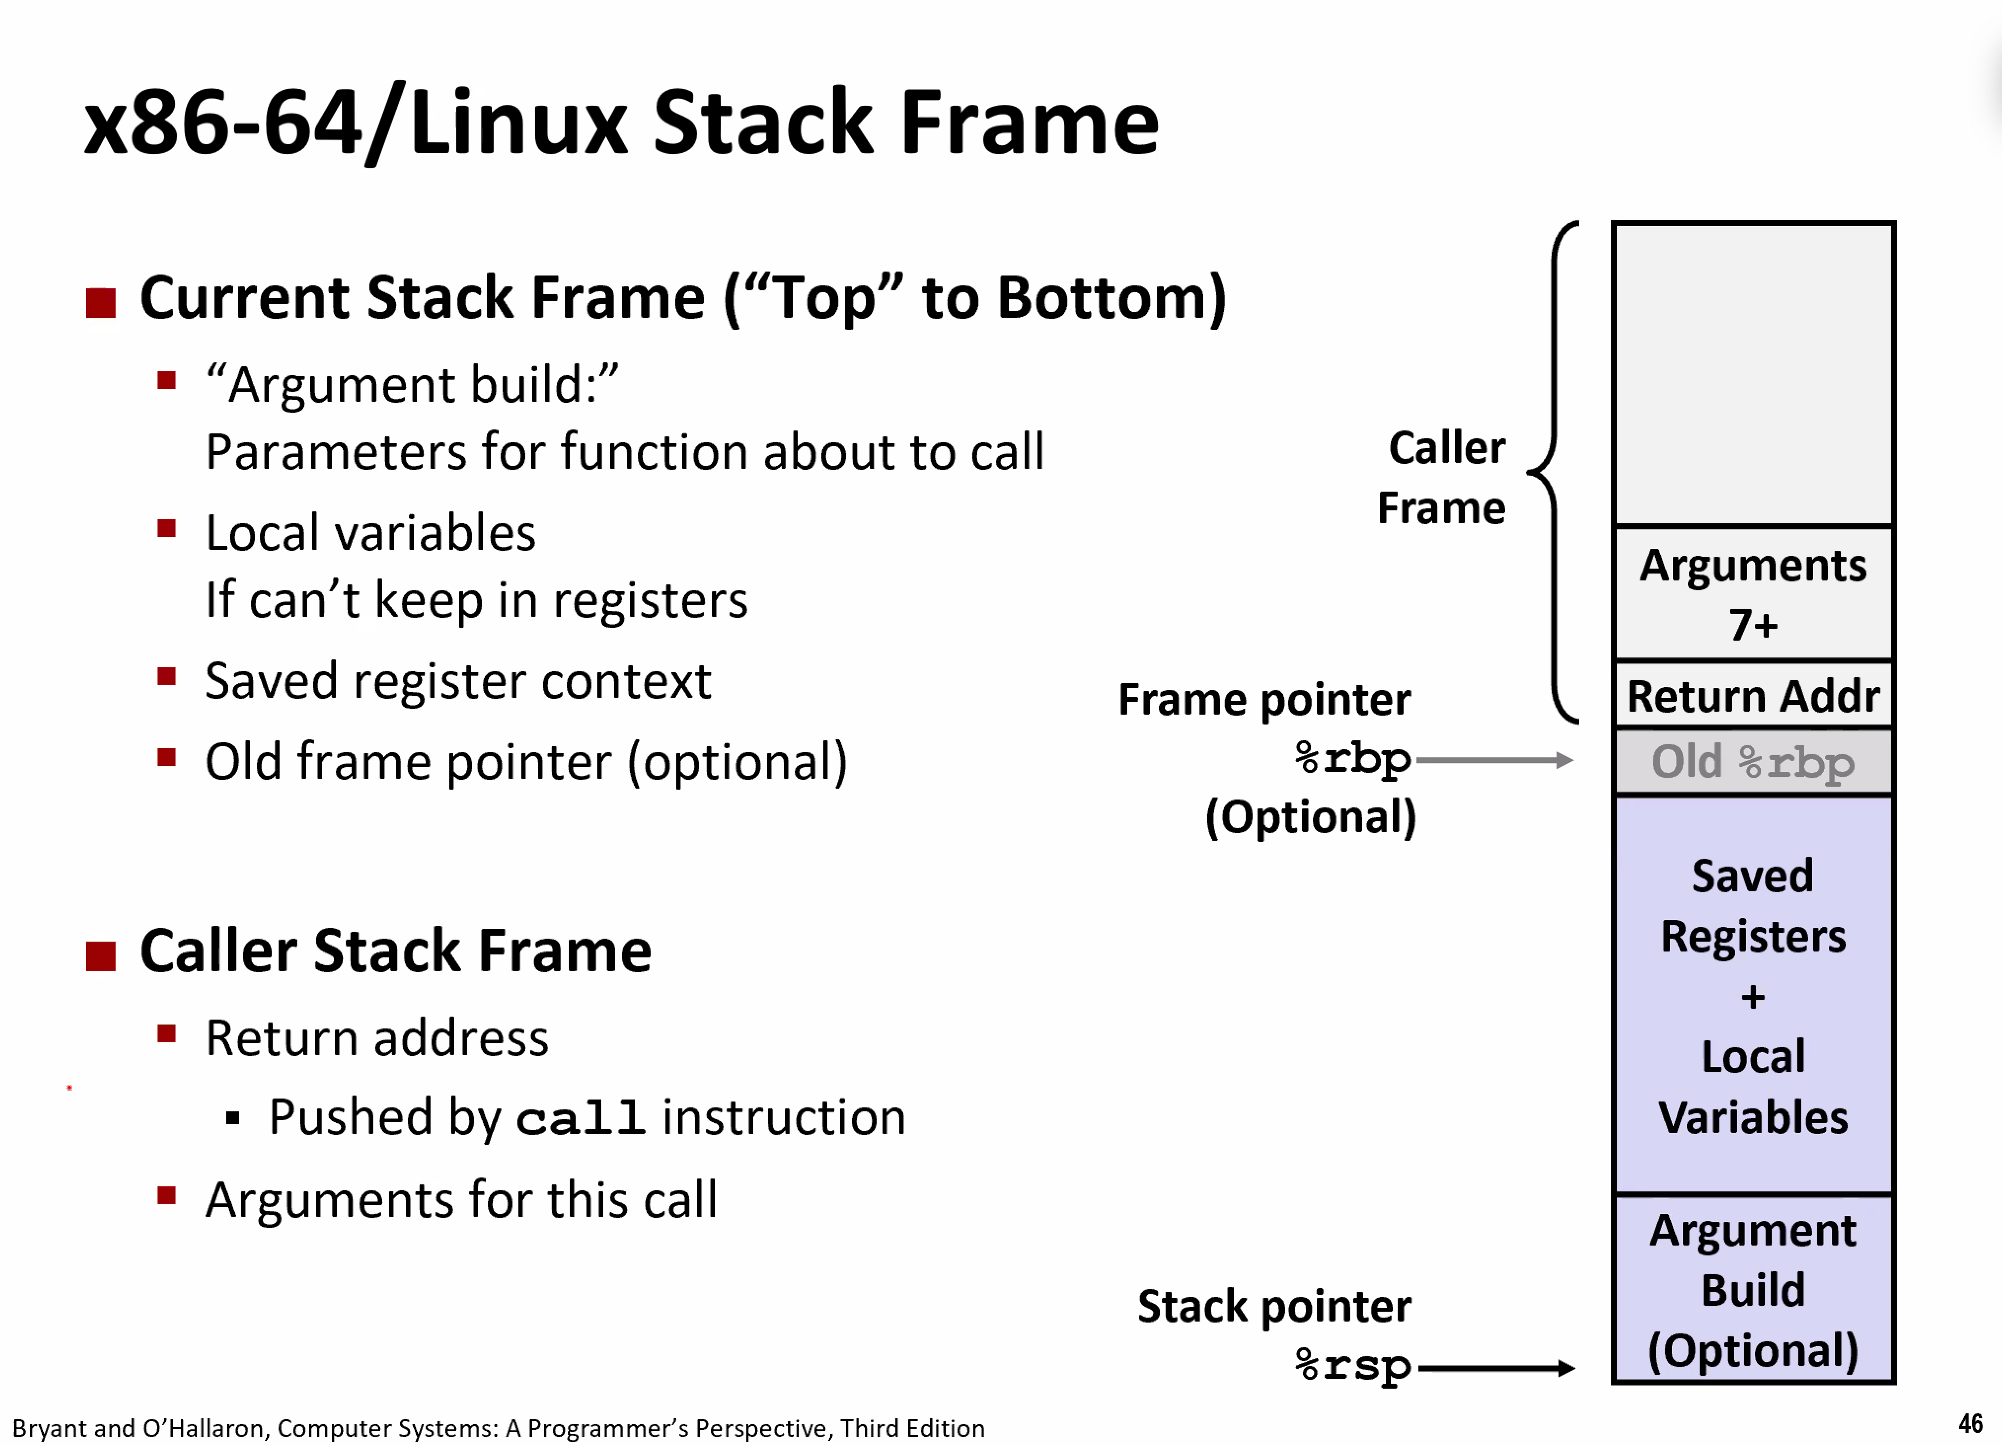 x86-64/Linux Stack Frame
■ Current Stack Frame (“Top” to Bottom)
▪ “Argument build:”
Parameters for function about to call
▪ Local variables
If can’t keep in registers
▪ Saved register context
▪ Old frame pointer (optional)
■ Caller Stack Frame
▪ Return address
▪ Pushed by call instruction
▪ Arguments for this call
Caller
Frame
Frame pointer
%rbp
(Optional)
Stack pointer
%rsp
Arguments
7+
Return Addr
Old %rbp
Saved
Registers
+
Local
Variables
Argument
Build
(Optional)
Bryant and O’Hallaron, Computer Systems: A Programmer’s Perspective, Third Edition
46